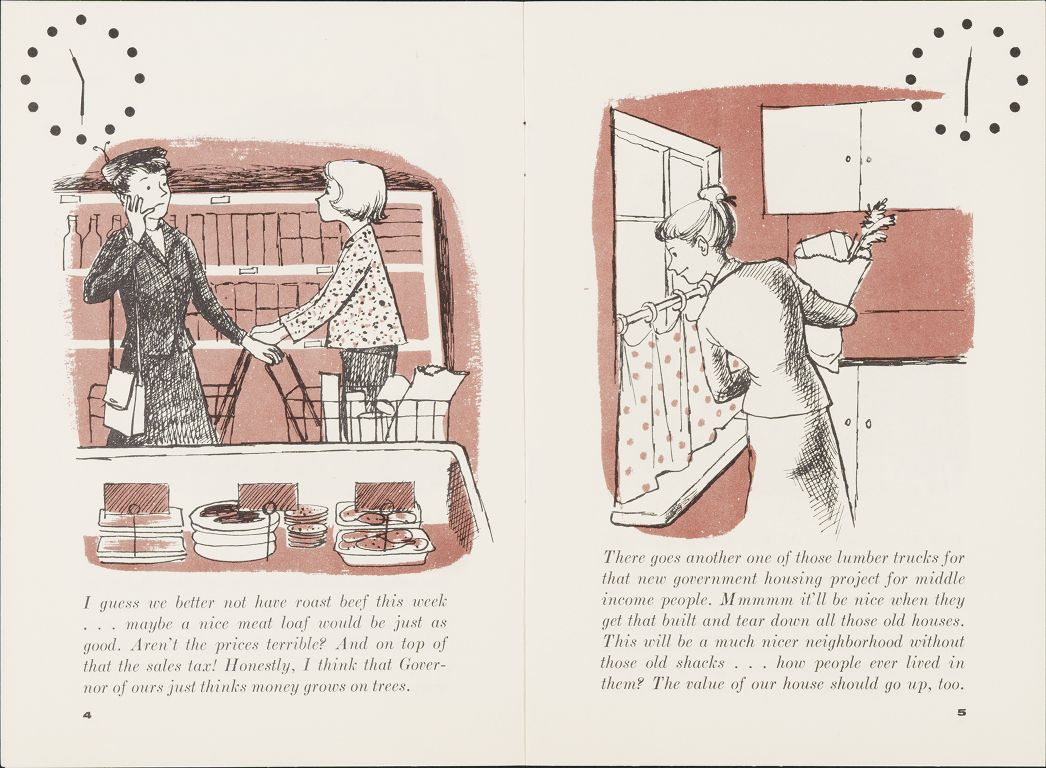 I guess we better not have roast beef this week
. . . maybe a nice meat loaf would be just as
good. Aren't the prices terrible? And on top of
that the sales tax! Honestly, I think that Gover-
nor of ours just thinks money grows on trees.
4
There goes another one of those lumber trucks for
that new government housing project for middle
income people. Mmmmm it'll be nice when they
get that built and tear down all those old houses.
This will be a much nicer neighborhood without
those old shacks . . . how people ever lived in
them? The value of our house should go up, too.
5